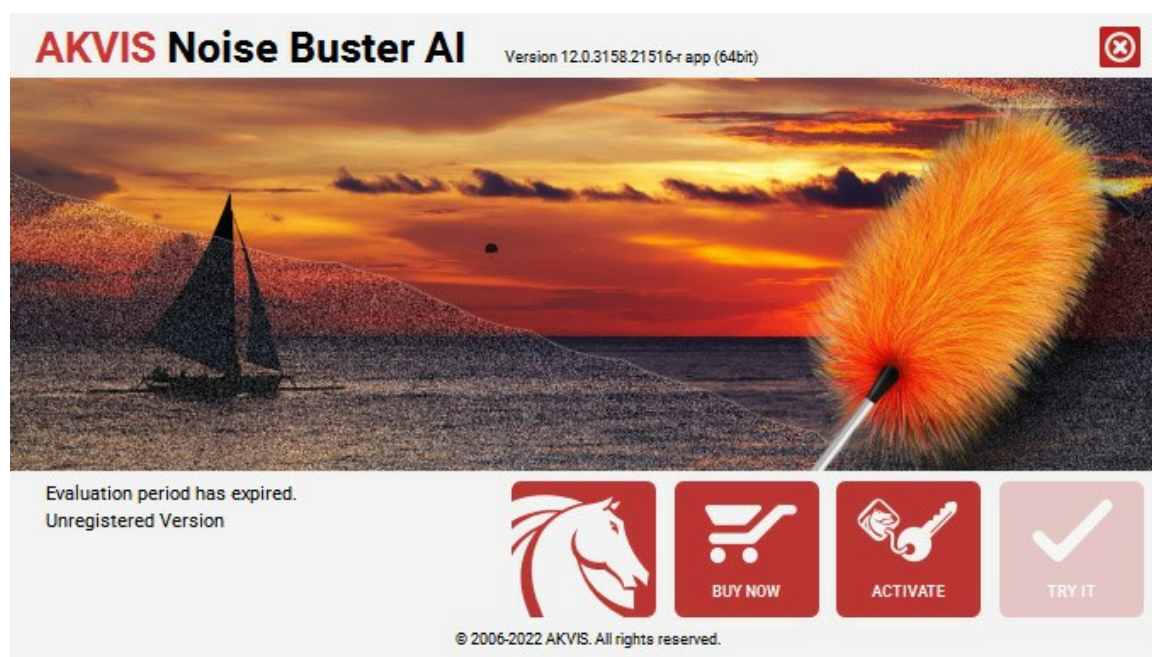 AKVIS Noise Buster AI Version 12.0.3158.21516-r app (64bit)
Evaluation period has expired.
Unregistered Version
BUY NOW
ACTIVATE
TRY IT
© 2006-2022 AKVIS. All rights reserved.